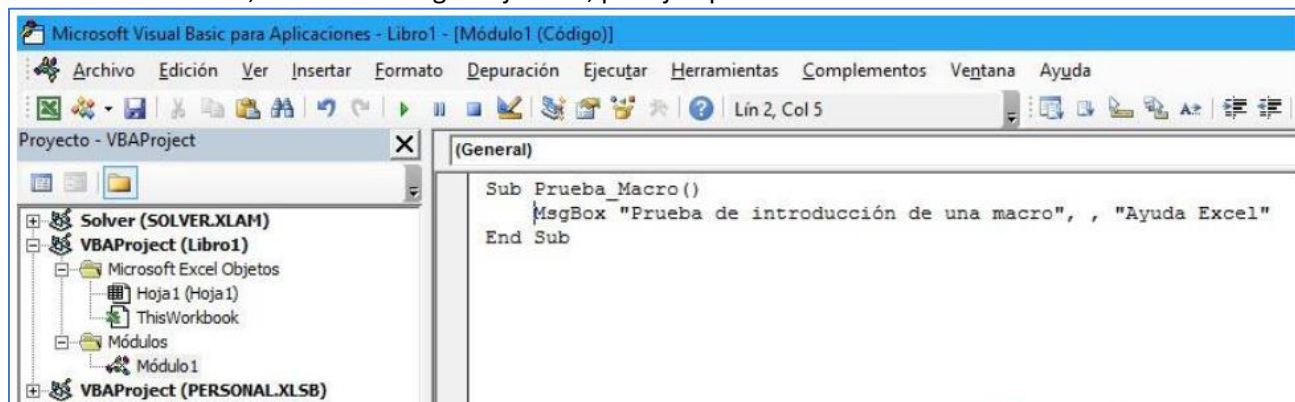 Microsoft Visual Basic para Aplicaciones - Libro1 - [Módulo1 (Código)]
Archivo Edición Ver Insertar Formato Depuración Ejecutar Herramientas Complementos Ventana Ayuda
Lín 2, Col 5
Proyecto - VBAProject
(General)
Solver (SOLVER.XLAM)
VBAProject (Libro1)
Microsoft Excel Objetos
Hoja1 (Hoja1)
ThisWorkbook
Módulos
Módulo1
VBAProject (PERSONAL.XLSB)
Sub Prueba_Macro()
MsgBox "Prueba de introducción de una macro", , "Ayuda Excel"
End Sub